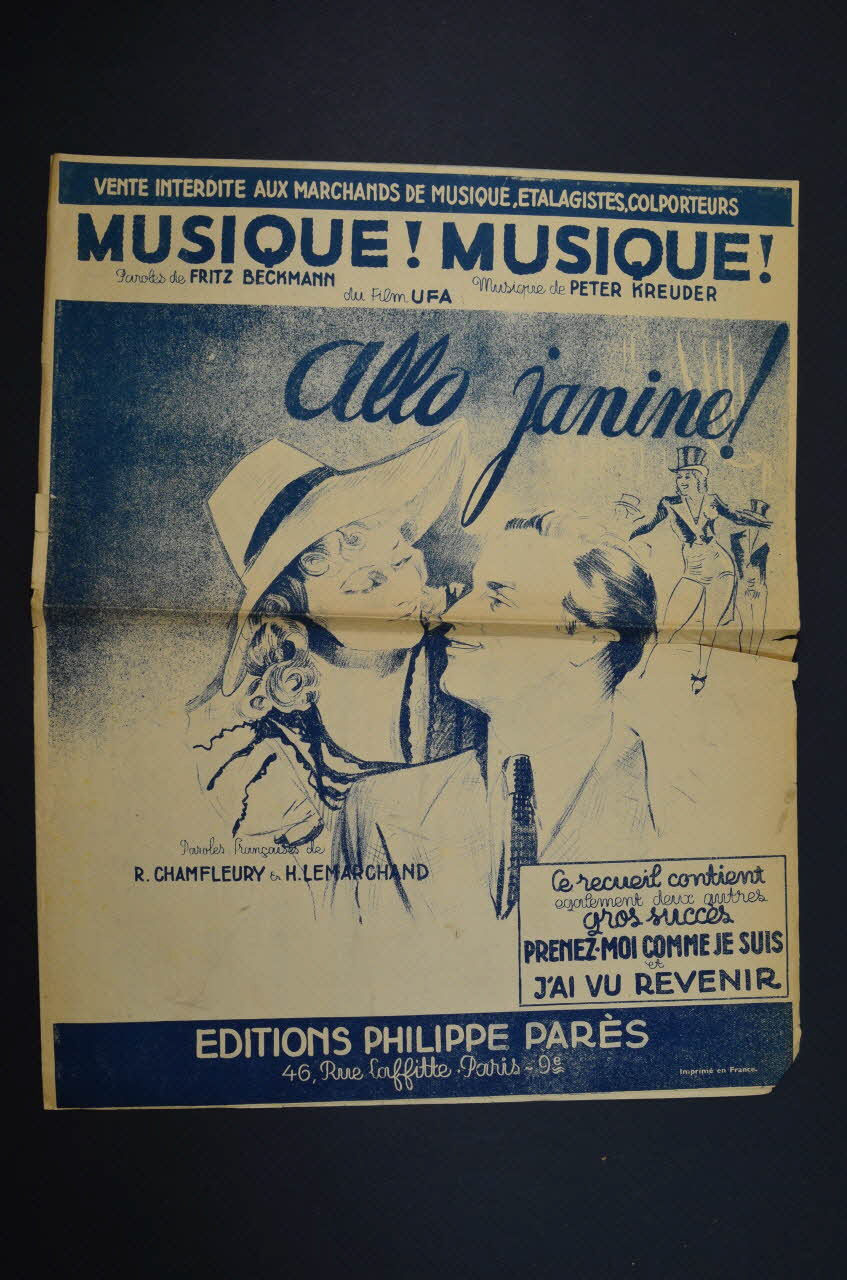 VENTE INTERDITE AUX MARCHANDS DE MUSIQUE, ETALAGISTES, COLPORTEURS
MUSIQUE! MUSIQUE!
Paroles de FRITZ BECKMANN du Film UFA Musique de PETER KREUDER
allo janine!
Paroles Françaises de
R. CHAMFLEURY & H. LEMARCHAND
Ce recueil contient
egalement deux autres
gros succès
PRENEZ-MOI COMME JE SUIS
et
J'AI VU REVENIR
EDITIONS PHILIPPE PARÈS
46, Rue Laffitte . Paris - 9e
Imprimé en France.